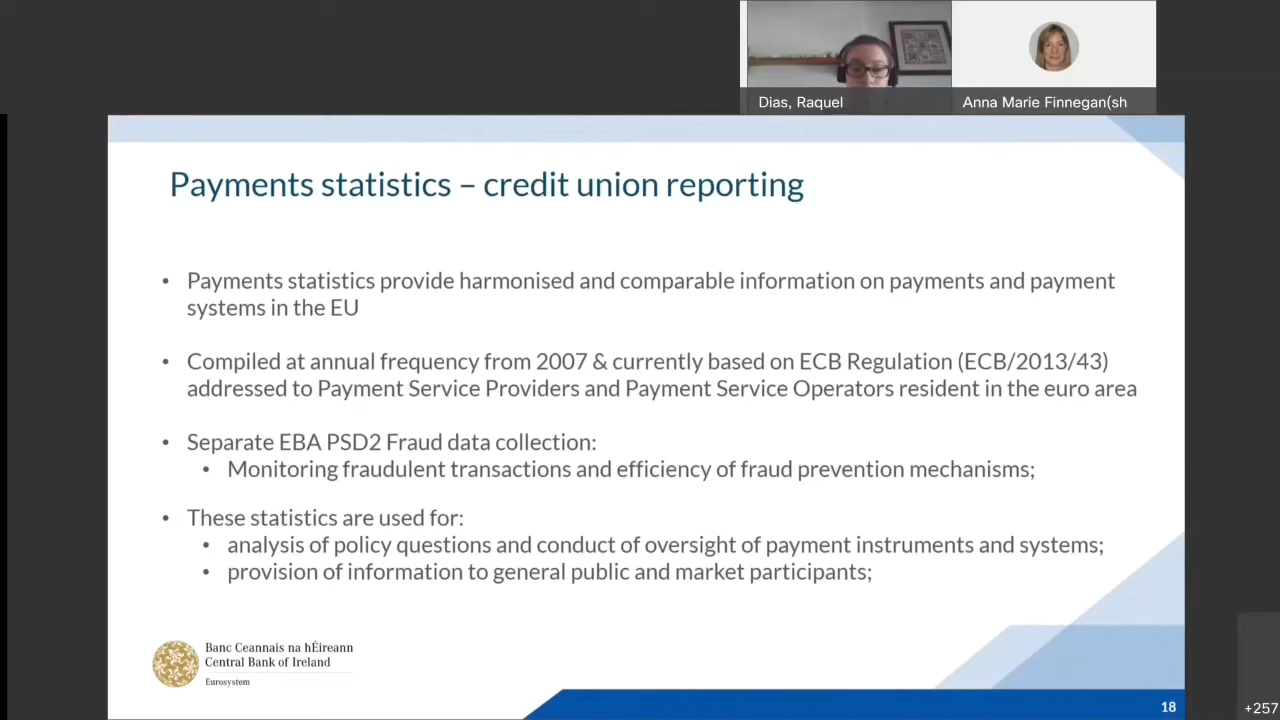 Dias, Raquel
Anna Marie Finnegan(sh
Payments statistics – credit union reporting
• Payments statistics provide harmonised and comparable information on payments and payment
systems in the EU
• Compiled at annual frequency from 2007 & currently based on ECB Regulation (ECB/2013/43)
addressed to Payment Service Providers and Payment Service Operators resident in the euro area
• Separate EBA PSD2 Fraud data collection:
• Monitoring fraudulent transactions and efficiency of fraud prevention mechanisms;
• These statistics are used for:
• analysis of policy questions and conduct of oversight of payment instruments and systems;
• provision of information to general public and market participants;
Banc Ceannais na hÉireann
Central Bank of Ireland
Eurosystem
18
+257